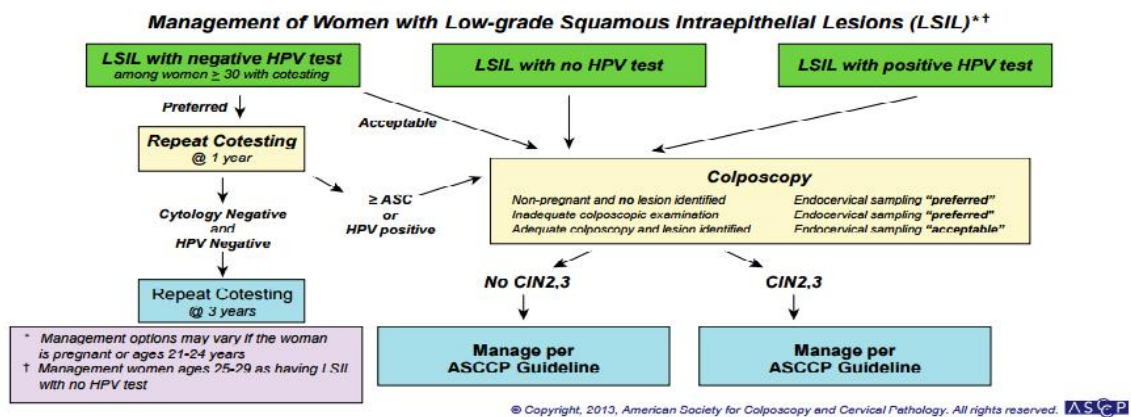 Management of Women with Low-grade Squamous Intraepithelial Lesions (LSIL)*†
LSIL with negative HPV test
among women ≥ 30 with cotesting
LSIL with no HPV test
LSIL with positive HPV test
Preferred
Acceptable
Repeat Cotesting
@ 1 year
≥ ASC
or
HPV positive
Colposcopy
Non-pregnant and no lesion identified Endocervical sampling “preferred”
Inadequate colposcopic examination Endocervical sampling “preferred”
Adequate colposcopy and lesion identified Endocervical sampling “acceptable”
Cytology Negative
and
HPV Negative
No CIN2,3
CIN2,3
Repeat Cotesting
@ 3 years
Manage per
ASCCP Guideline
Manage per
ASCCP Guideline
* Management options may vary if the woman
is pregnant or ages 21-24 years
† Management women ages 25-29 as having LSIL
with no HPV test
© Copyright, 2013, American Society for Colposcopy and Cervical Pathology. All rights reserved. ASCCP